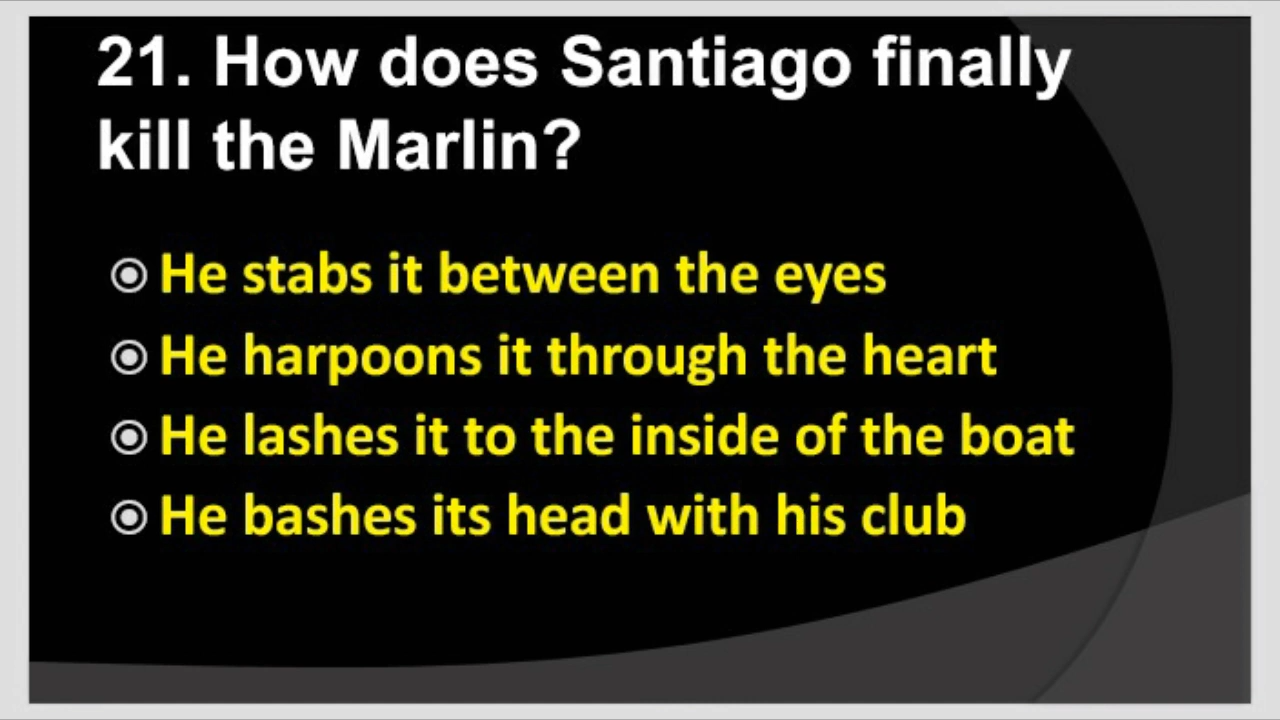 21. How does Santiago finally
kill the Marlin?
He stabs it between the eyes
He harpoons it through the heart
He lashes it to the inside of the boat
He bashes its head with his club